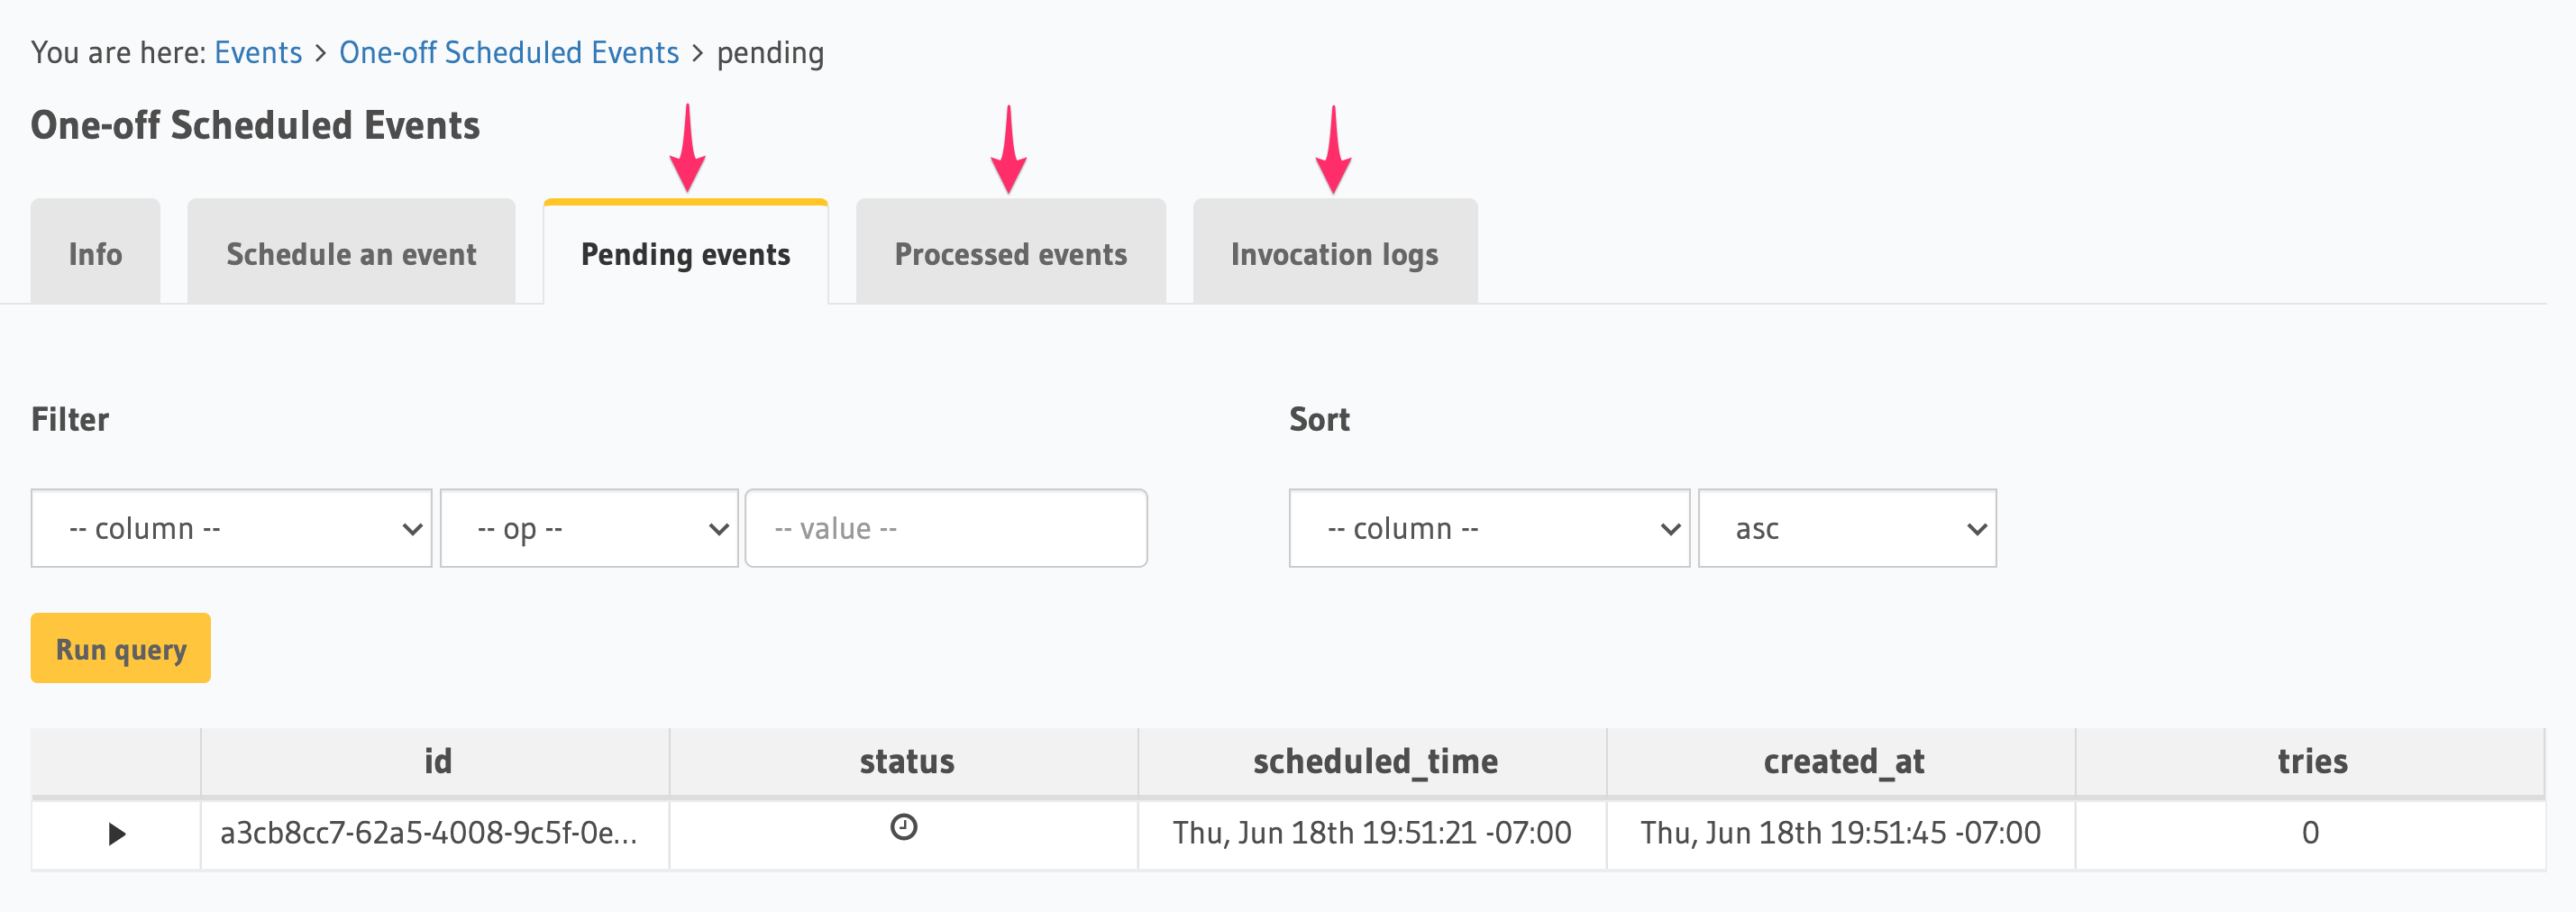 You are here: Events > One-off Scheduled Events > pending
One-off Scheduled Events
Info Schedule an event Pending events Processed events Invocation logs
Filter Sort
-- column -- -- op -- -- value -- -- column -- asc
Run query
id status scheduled_time created_at tries
a3cb8cc7-62a5-4008-9c5f-0e... Thu, Jun 18th 19:51:21 -07:00 Thu, Jun 18th 19:51:45 -07:00 0